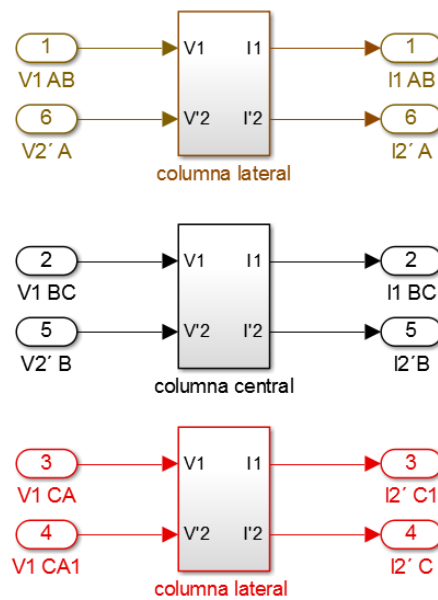 1 V1 I1 1
V1 AB I1 AB
6 V'2 I'2 6
V2´ A I2´ A
columna lateral
2 V1 I1 2
V1 BC I1 BC
5 V'2 I'2 5
V2´ B I2´B
columna central
3 V1 I1 3
V1 CA I2´ C1
4 V'2 I'2 4
V1 CA1 I2´ C
columna lateral